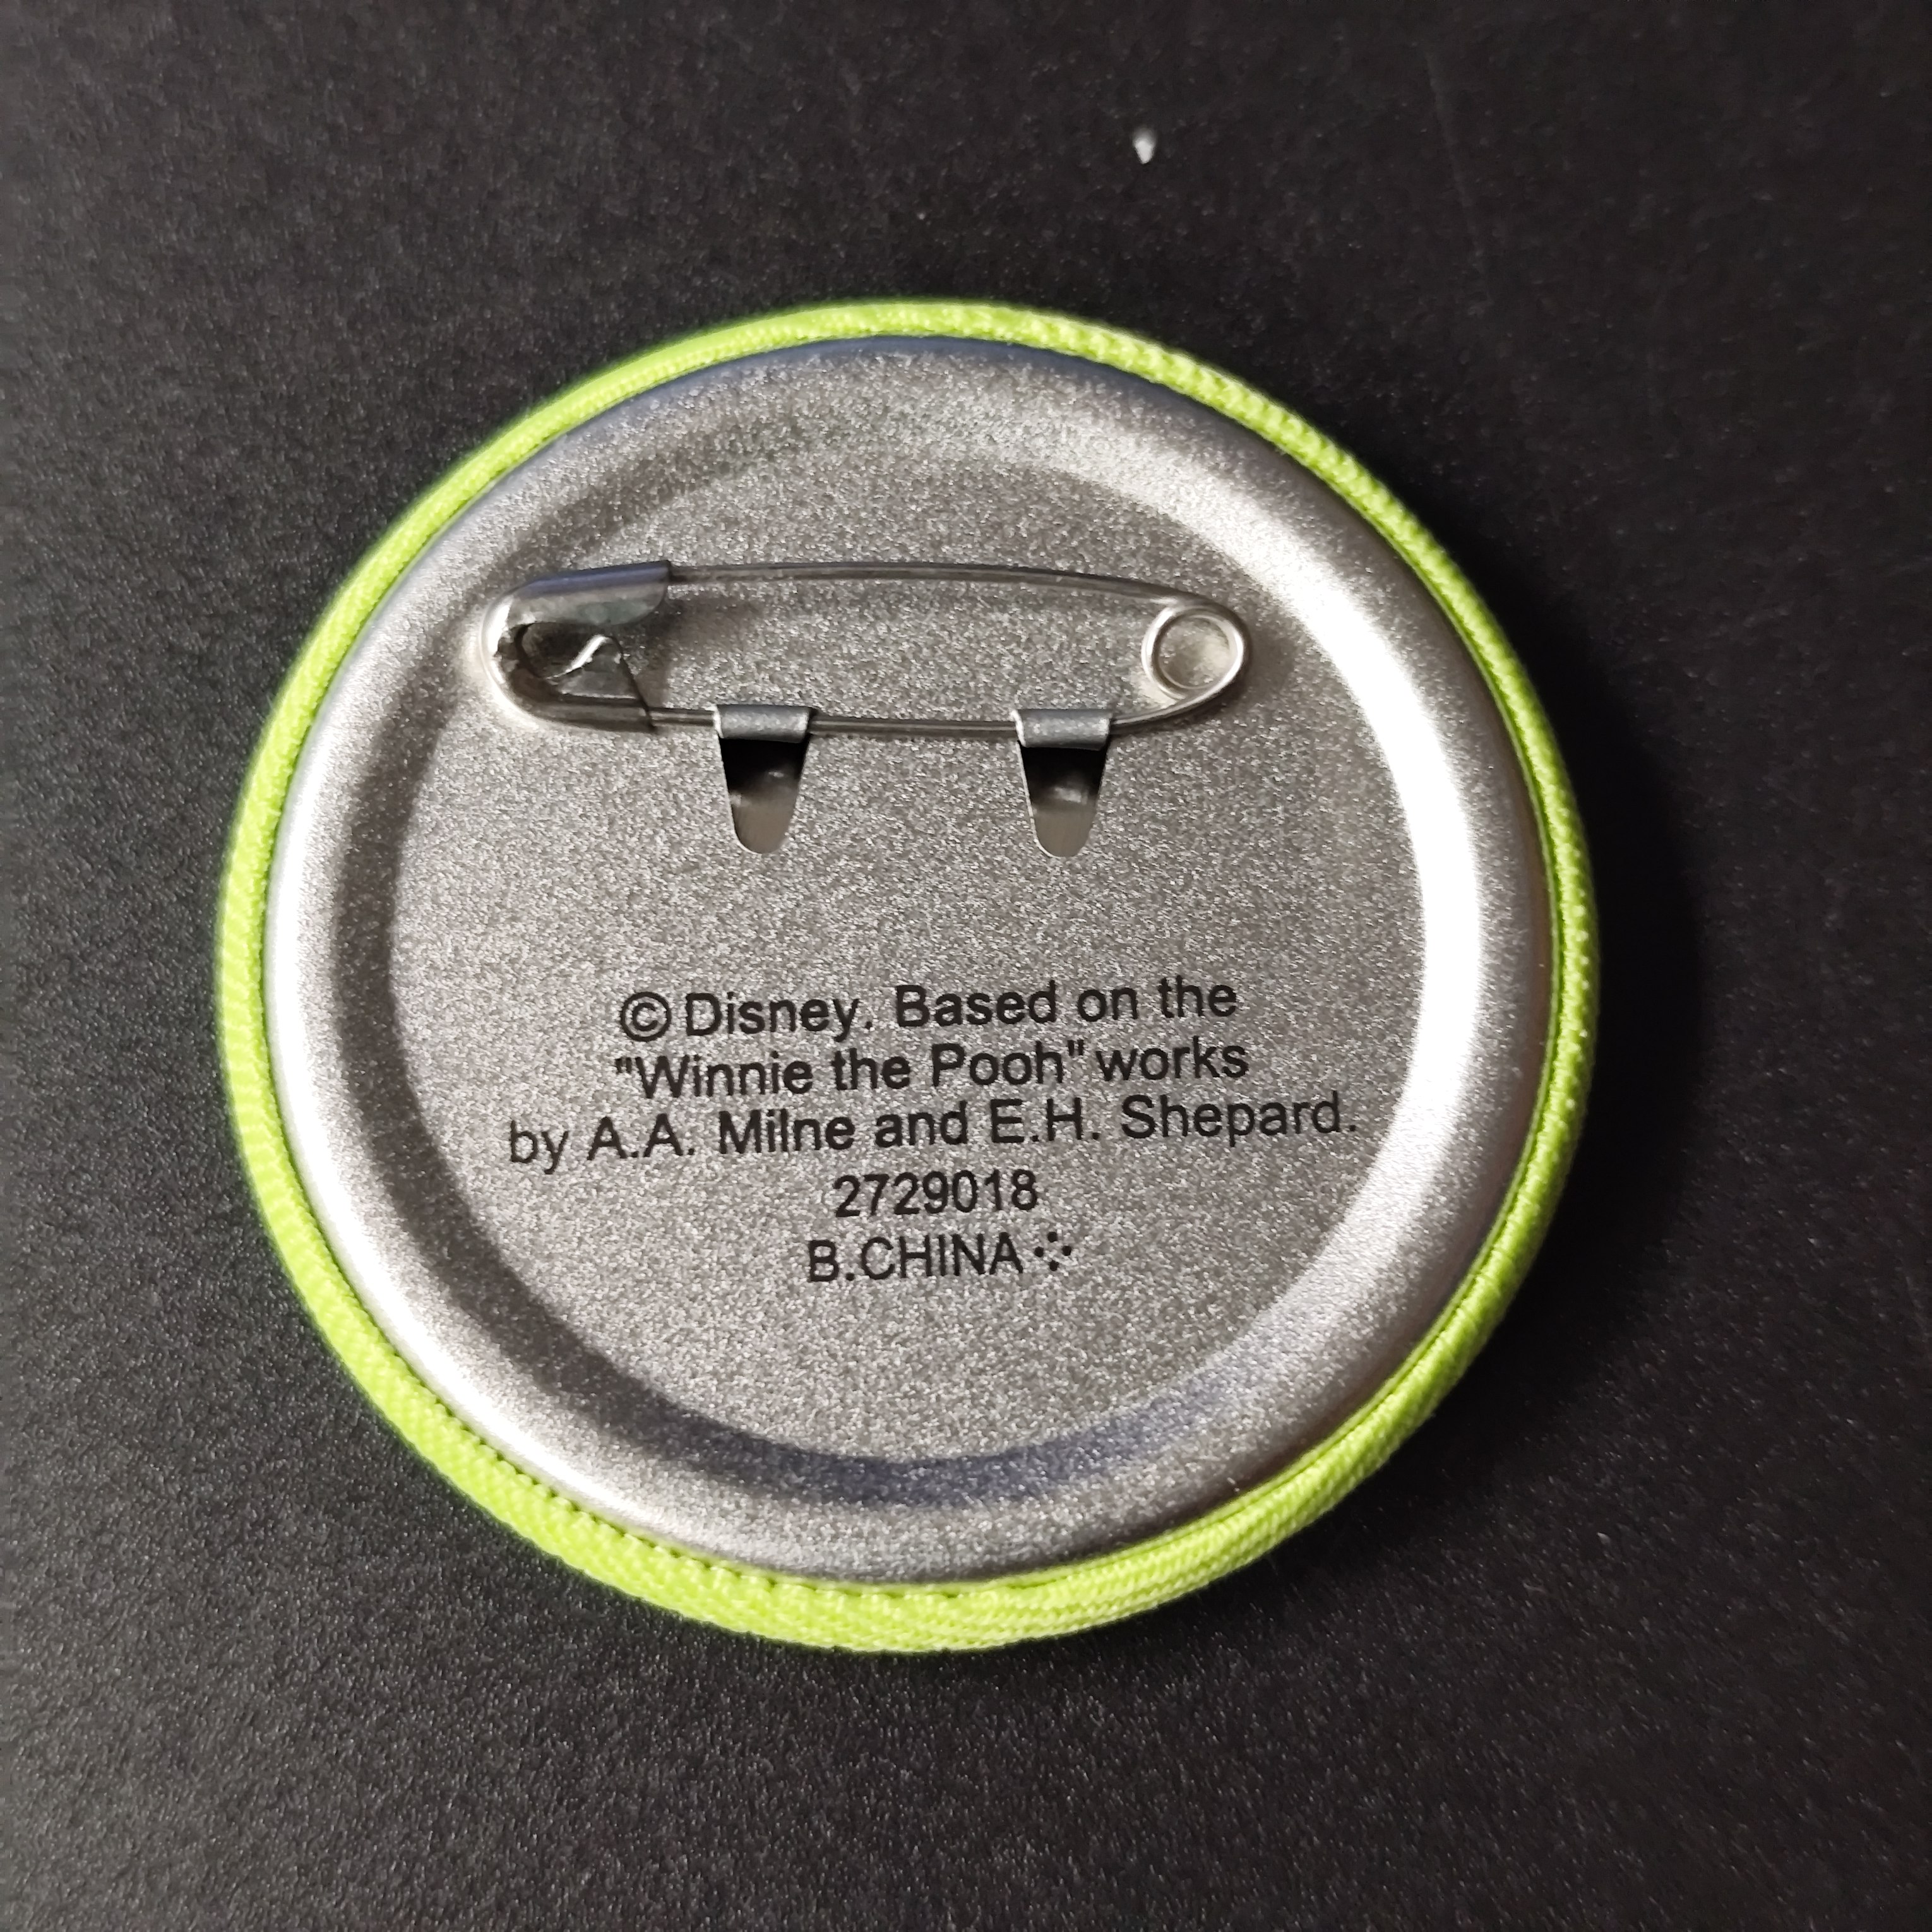 © Disney. Based on the
"Winnie the Pooh" works
by A.A. Milne and E.H. Shepard.
2729018
B.CHINA